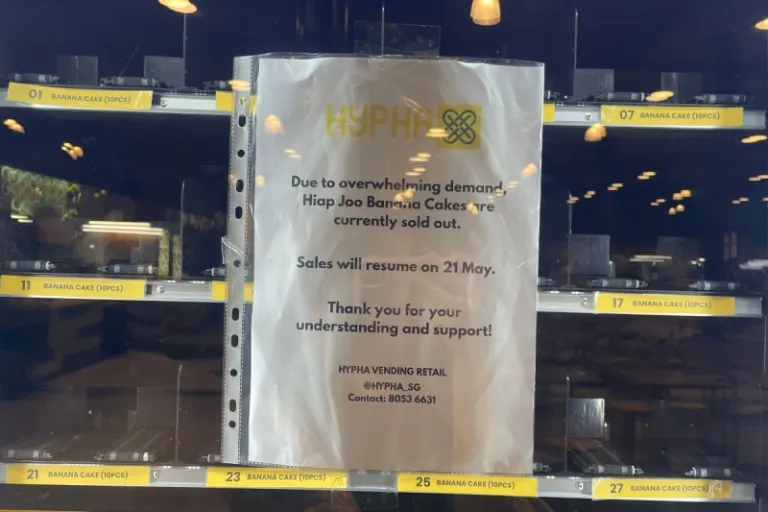 01 BANANA CAKE (10PCS)
07 BANANA CAKE (10PCS)
HYPHA
Due to overwhelming demand,
Hiap Joo Banana Cakes are
currently sold out.
Sales will resume on 21 May.
Thank you for your
understanding and support!
HYPHA VENDING RETAIL
@HYPHA_SG
Contact: 8053 6631
11 BANANA CAKE (10PCS)
17 BANANA CAKE (10PCS)
21 BANANA CAKE (10PCS)
23 BANANA CAKE (10PCS)
25 BANANA CAKE (10PCS)
27 BANANA CAKE (10PCS)